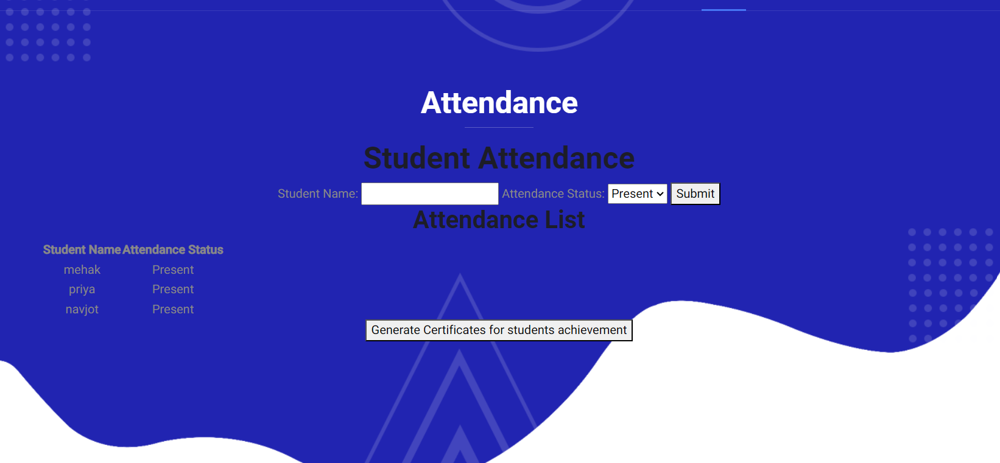 Attendance
Student Attendance
Student Name: Attendance Status: Present Submit
Attendance List
Student Name Attendance Status
mehak Present
priya Present
navjot Present
Generate Certificates for students achievement